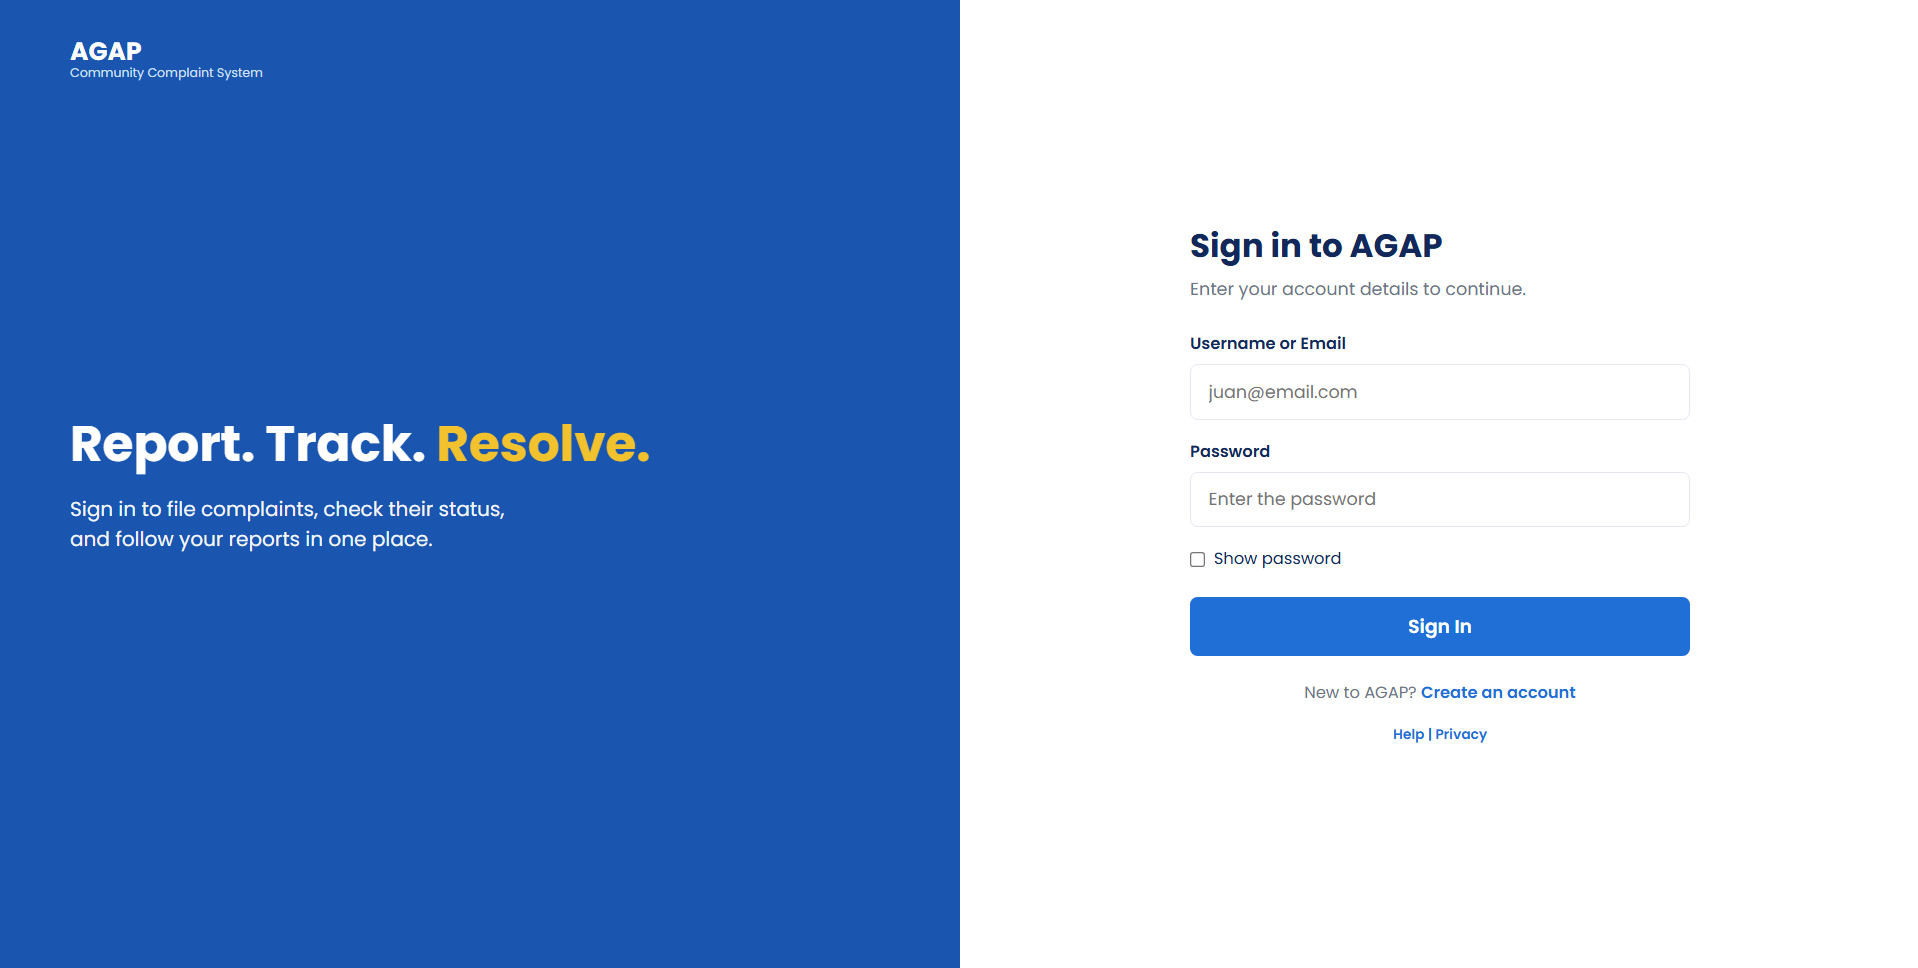 AGAP
Community Complaint System
Report. Track. Resolve.
Sign in to file complaints, check their status,
and follow your reports in one place.
Sign in to AGAP
Enter your account details to continue.
Username or Email
juan@email.com
Password
Enter the password
Show password
Sign In
New to AGAP? Create an account
Help | Privacy